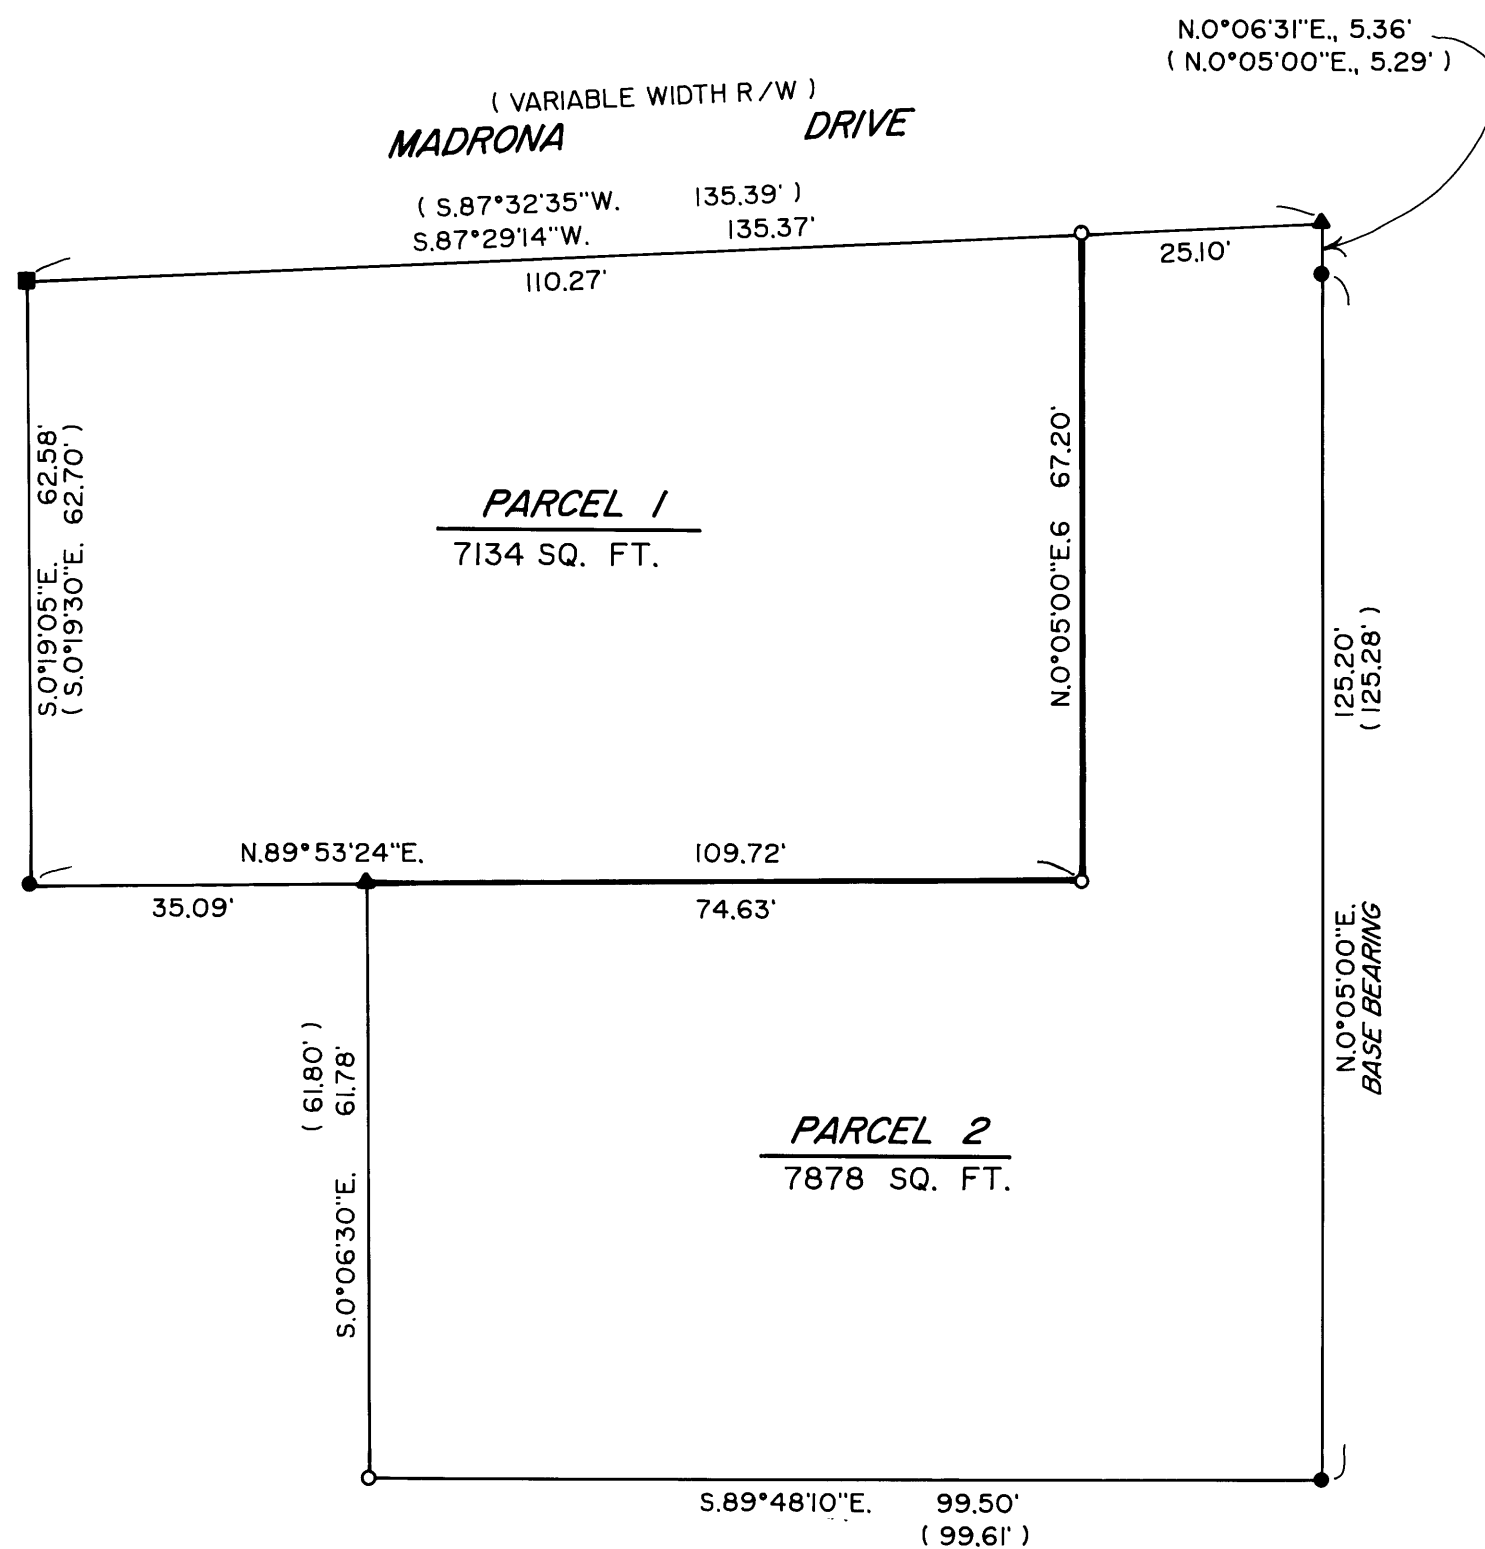 N.0°06'31"E., 5.36'
( N.0°05'00"E., 5.29' )
( VARIABLE WIDTH R/W )
MADRONA DRIVE
( S.87°32'35"W. 135.39' )
S.87°29'14"W. 135.37'
110.27'
25.10'
S.0°19'05"E. 62.58'
( S.0°19'30"E. 62.70' )
PARCEL 1
7134 SQ. FT.
N.0°05'00"E.6 67.20'
125.20'
( 125.28' )
N.0°05'00"E.
BASE BEARING
N.89°53'24"E. 109.72'
35.09'
74.63'
( 61.80' )
S.0°06'30"E. 61.78'
PARCEL 2
7878 SQ. FT.
S.89°48'10"E. 99.50'
( 99.61' )